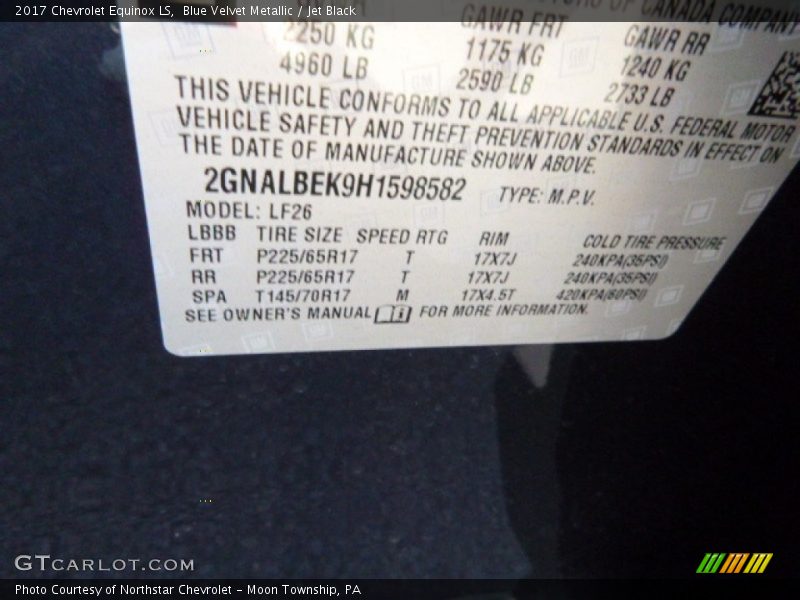 2017 Chevrolet Equinox LS,  Blue Velvet Metallic / Jet Black
OF CANADA COMPANY
2250 KG GAWR FRT GAWR RR
4960 LB 1175 KG 1240 KG
2590 LB 2733 LB
THIS VEHICLE CONFORMS TO ALL APPLICABLE U.S. FEDERAL MOTOR
VEHICLE SAFETY AND THEFT PREVENTION STANDARDS IN EFFECT ON
THE DATE OF MANUFACTURE SHOWN ABOVE.
2GNALBEK9H1598582 TYPE: M.P.V.
MODEL: LF26
LBBB TIRE SIZE SPEED RTG RIM COLD TIRE PRESSURE
FRT P225/65R17 T 17X7J 240KPA(35PSI)
RR P225/65R17 T 17X7J 240KPA(35PSI)
SPA T145/70R17 M 17X4.5T 420KPA(60PSI)
SEE OWNER'S MANUAL FOR MORE INFORMATION.
GTCARLOT.COM
Photo Courtesy of Northstar Chevrolet - Moon Township, PA